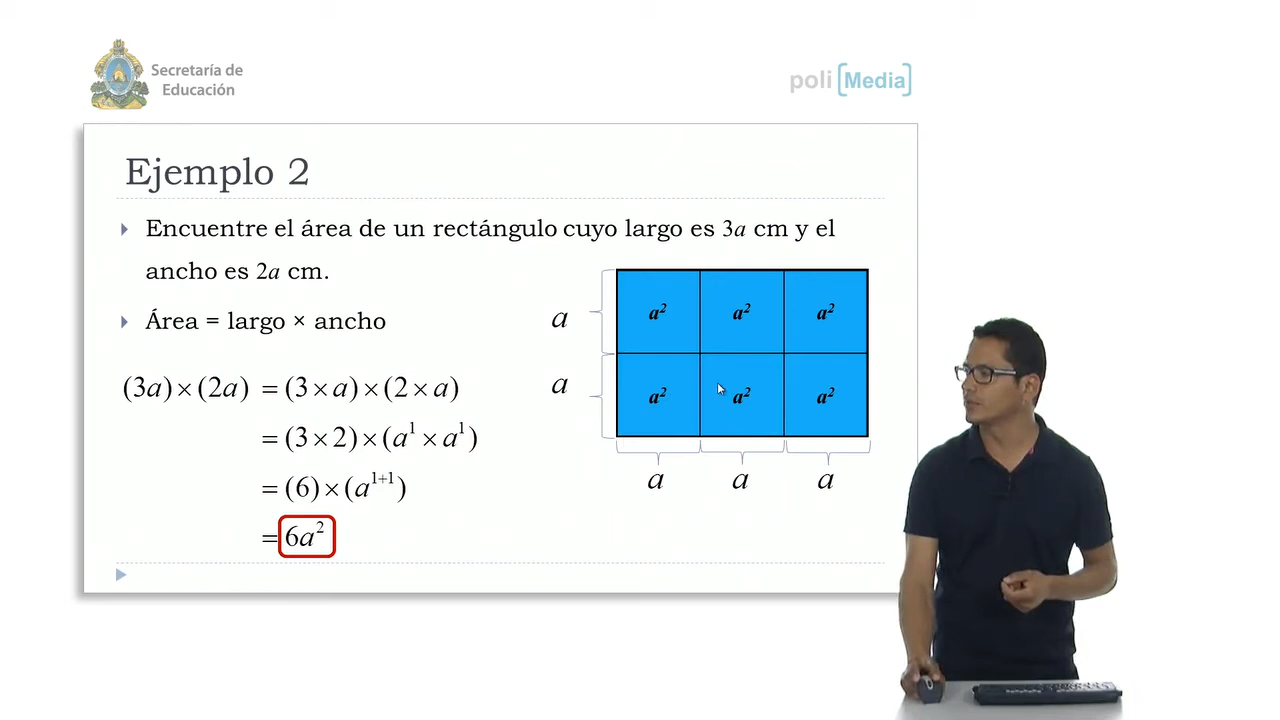 Secretaría de
Educación
poli [Media]
Ejemplo 2
Encuentre el área de un rectángulo cuyo largo es 3a cm y el
ancho es 2a cm.
Área = largo × ancho
(3a)×(2a) = (3×a)×(2×a)
= (3×2)×(a¹×a¹)
= (6)×(a¹⁺¹)
= 6a²
a
a
a² a² a²
a² a² a²
a a a